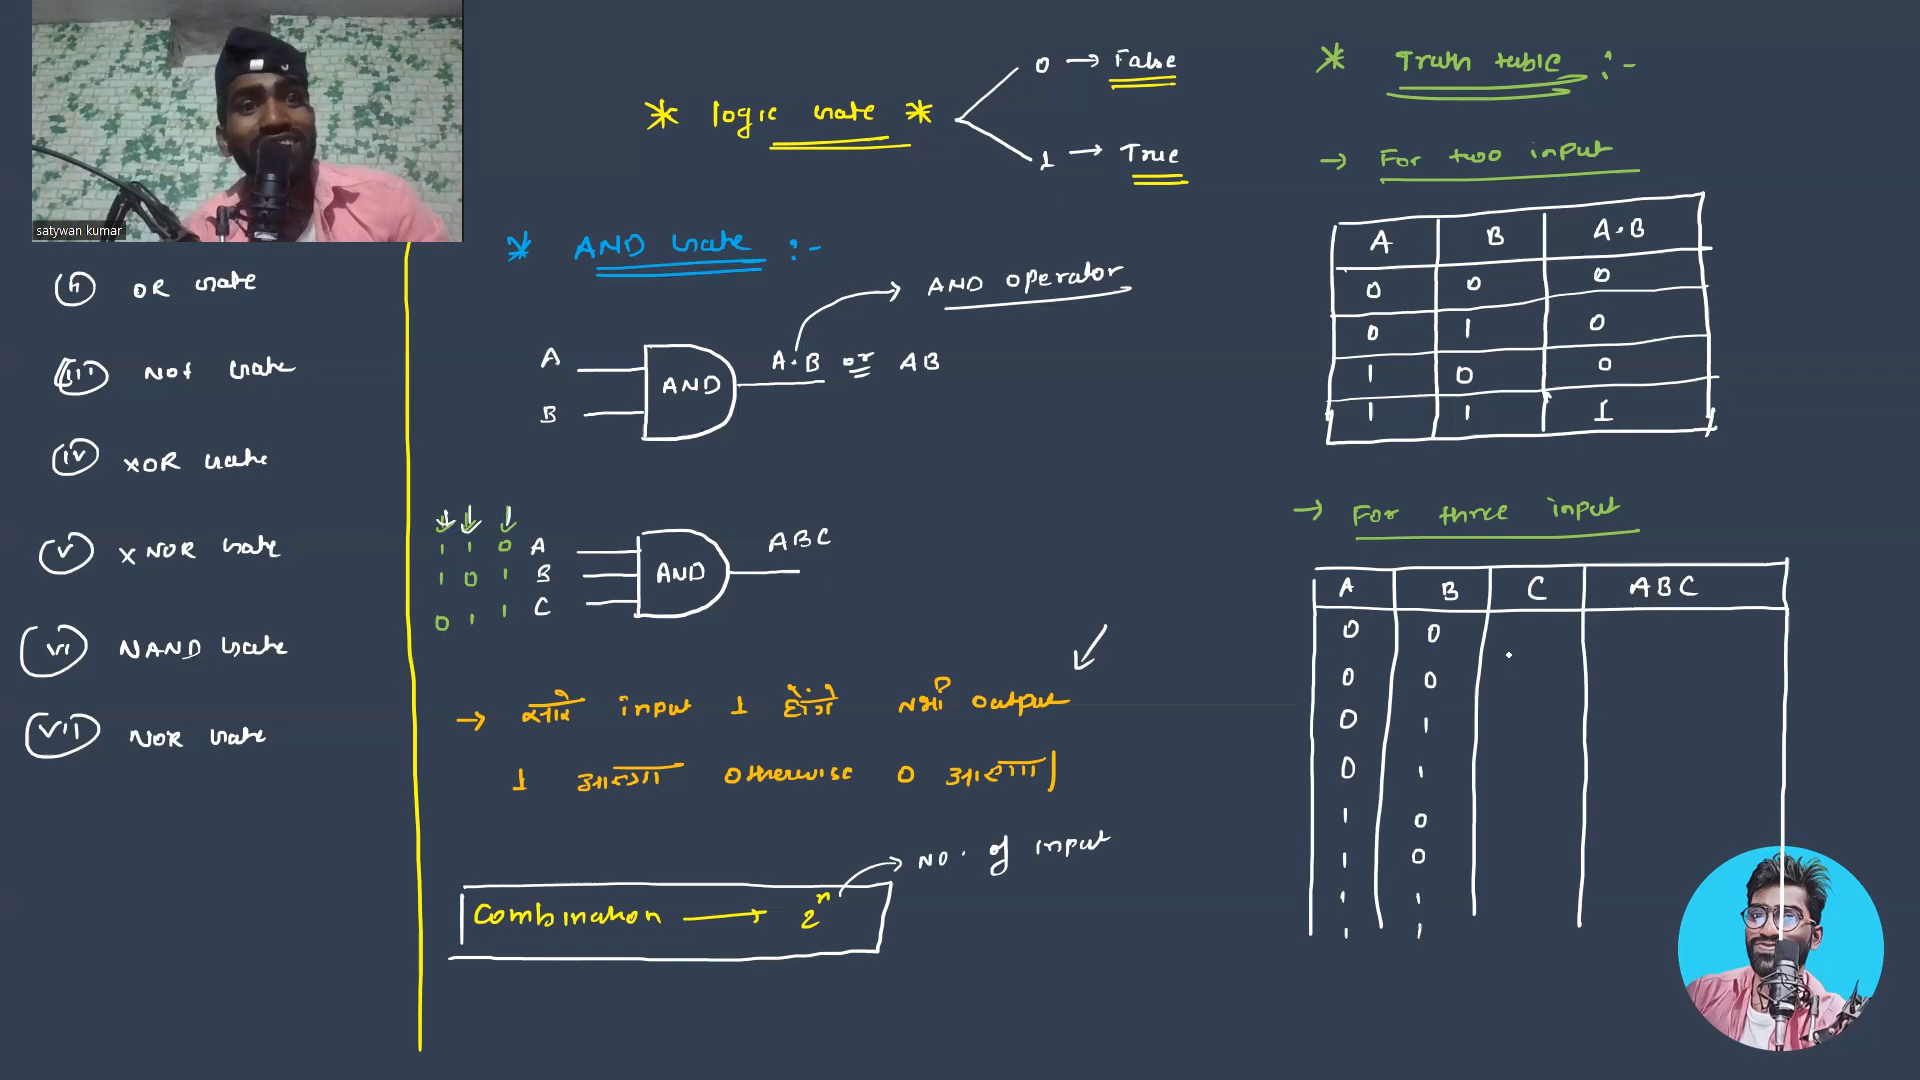 satywan kumar
ii OR Gate
iii Not Gate
iv XOR Gate
v XNOR Gate
vi NAND Gate
vii NOR Gate
* logic Gate *
0 → False
1 → True
* AND Gate :-
AND operator
A
B
AND
A.B or AB
1 1 0 A
1 0 1 B
0 1 1 C
AND
ABC
→ input 1 होंगे तभी output
1 आएगा otherwise 0 आएगा।
Combination → 2ⁿ
No. of input
* Truth table :-
→ For two input
A B A.B
0 0 0
0 1 0
1 0 0
1 1 1
→ For three input
A B C ABC
0 0
0 0
0 1
0 1
1 0
1 0
1 1
1 1